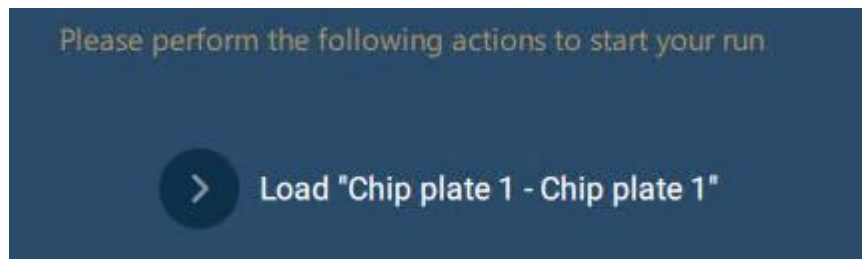 Please perform the following actions to start your run
Load "Chip plate 1 - Chip plate 1"